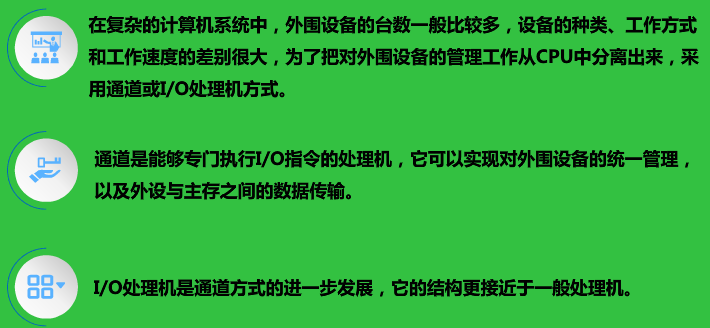 在复杂的计算机系统中，外围设备的台数一般比较多，设备的种类、工作方式
和工作速度的差别很大，为了把对外围设备的管理工作从CPU中分离出来，采
用通道或I/O处理机方式。
通道是能够专门执行I/O指令的处理机，它可以实现对外围设备的统一管理，
以及外设与主存之间的数据传输。
I/O处理机是通道方式的进一步发展，它的结构更接近于一般处理机。